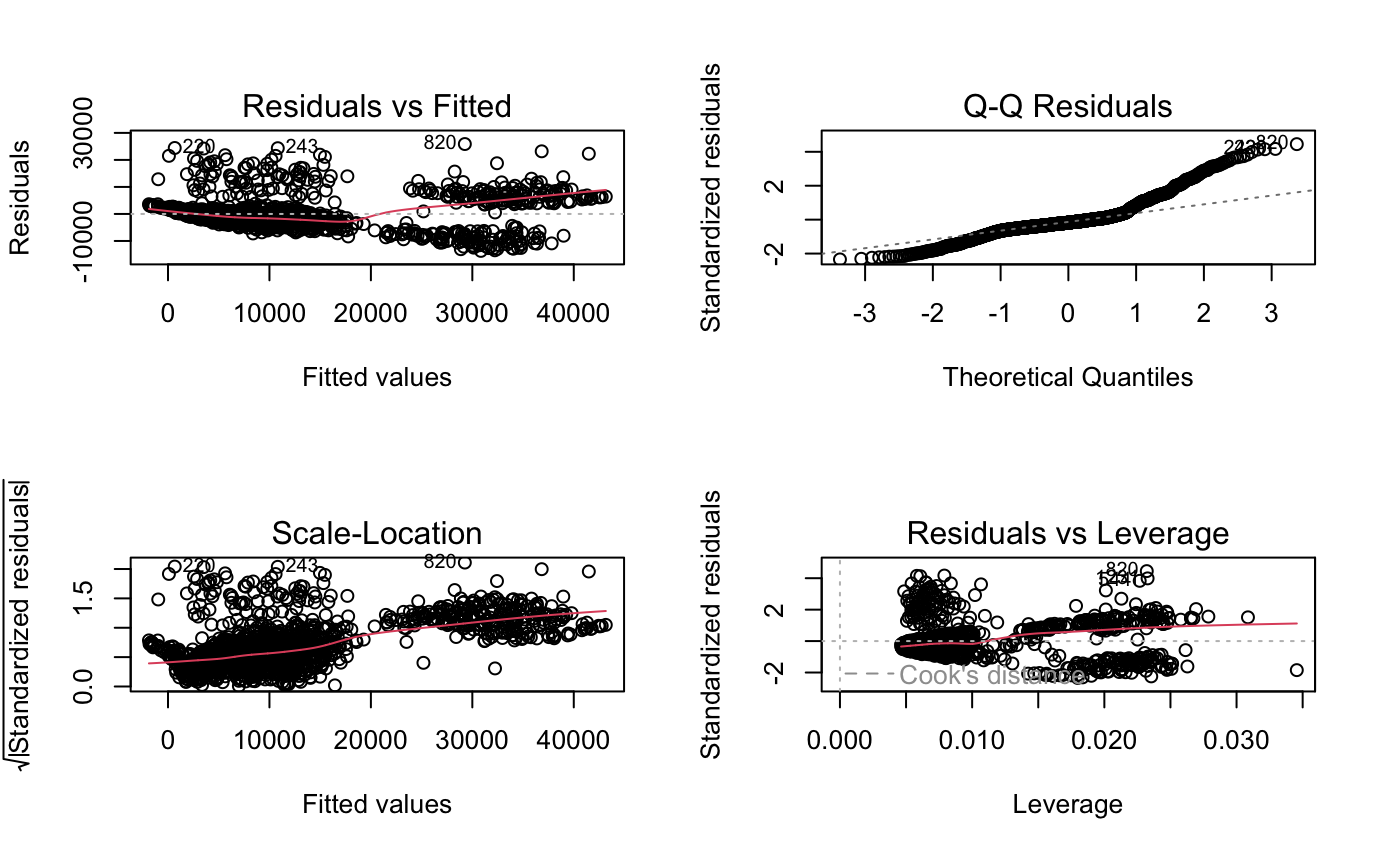 Residuals vs Fitted
Residuals
-10000
30000
220
243
820
0 10000 20000 30000 40000
Fitted values
Q-Q Residuals
Standardized residuals
-2
2
820
-3 -2 -1 0 1 2 3
Theoretical Quantiles
Scale-Location
√|Standardized residuals|
0.0
1.5
220
243
820
0 10000 20000 30000 40000
Fitted values
Residuals vs Leverage
Standardized residuals
-2
2
820
Cook's distance
0.000 0.010 0.020 0.030
Leverage